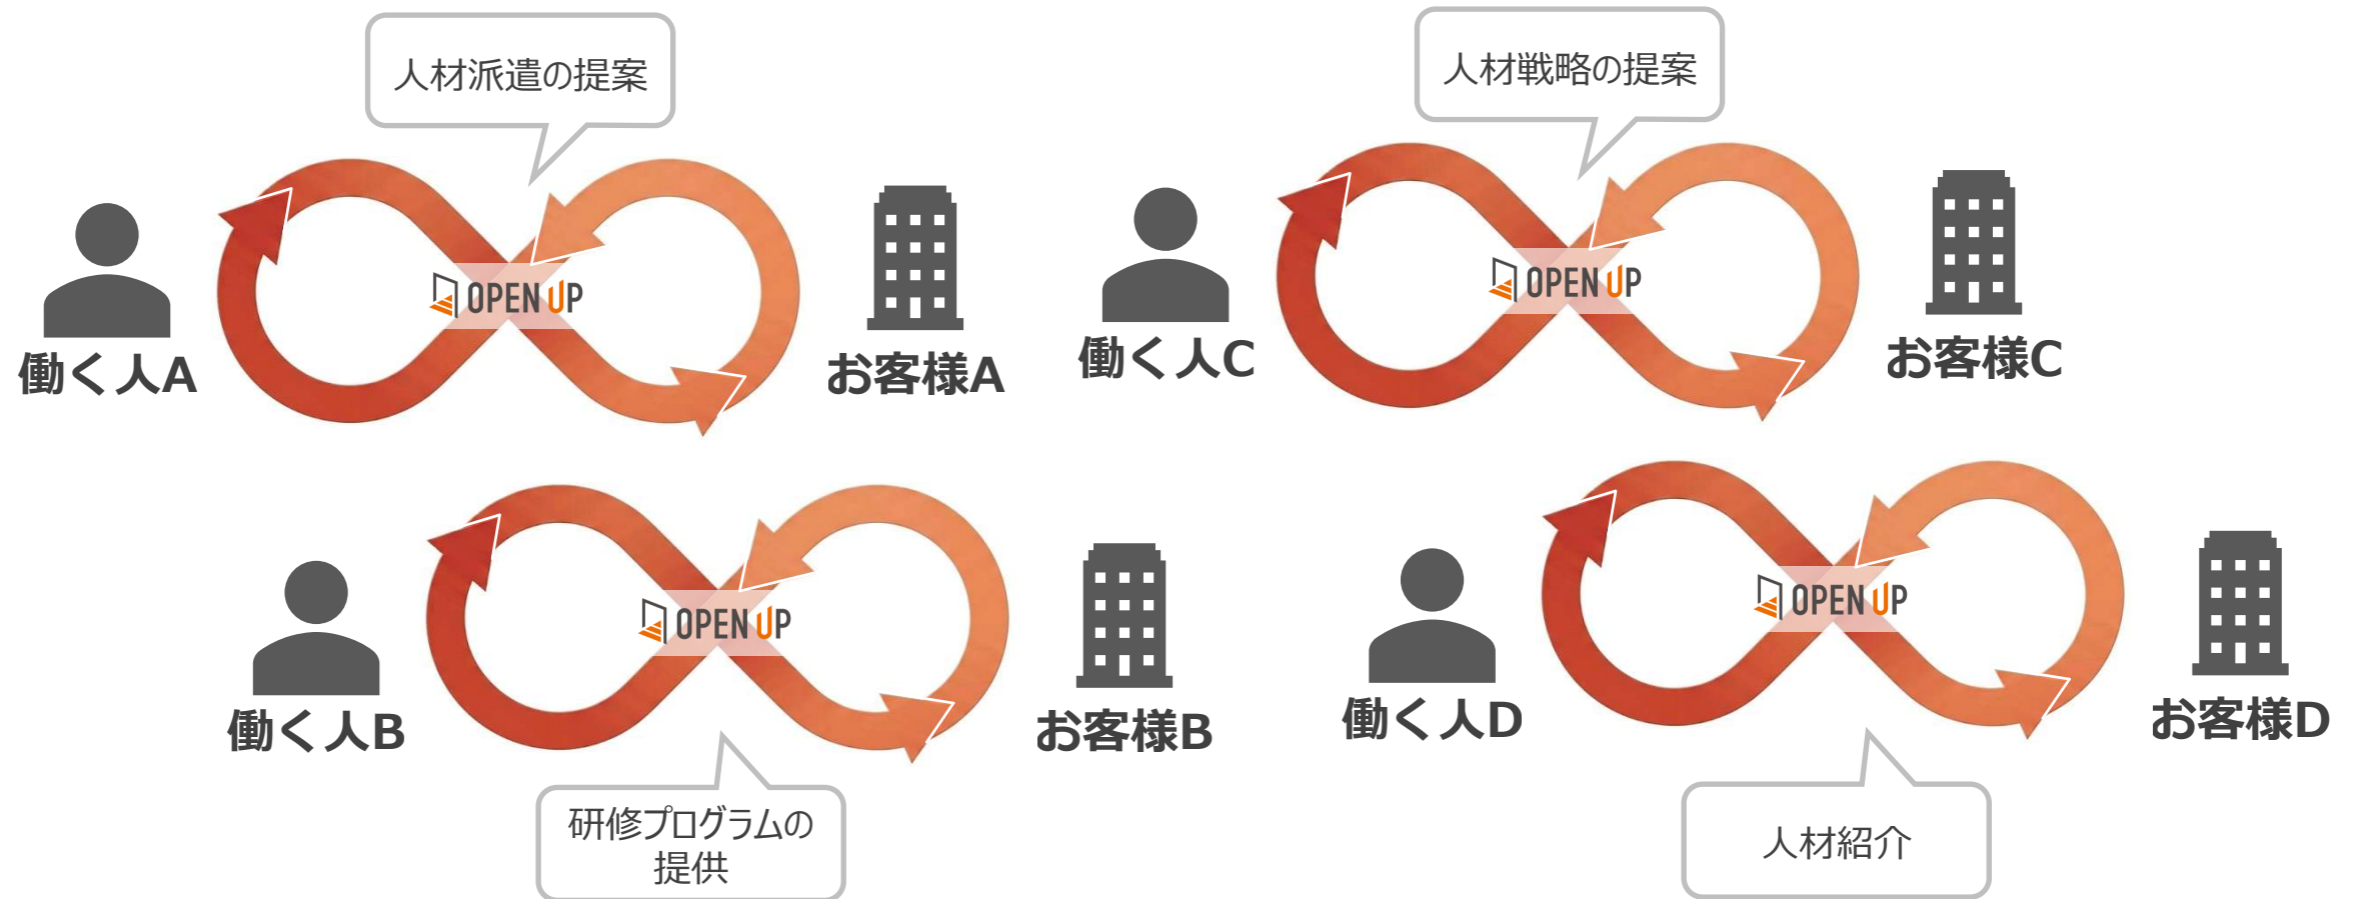 人材派遣の提案
OPEN UP
働く人A
お客様A
人材戦略の提案
OPEN UP
働く人C
お客様C
OPEN UP
働く人B
お客様B
研修プログラムの
提供
OPEN UP
働く人D
お客様D
人材紹介